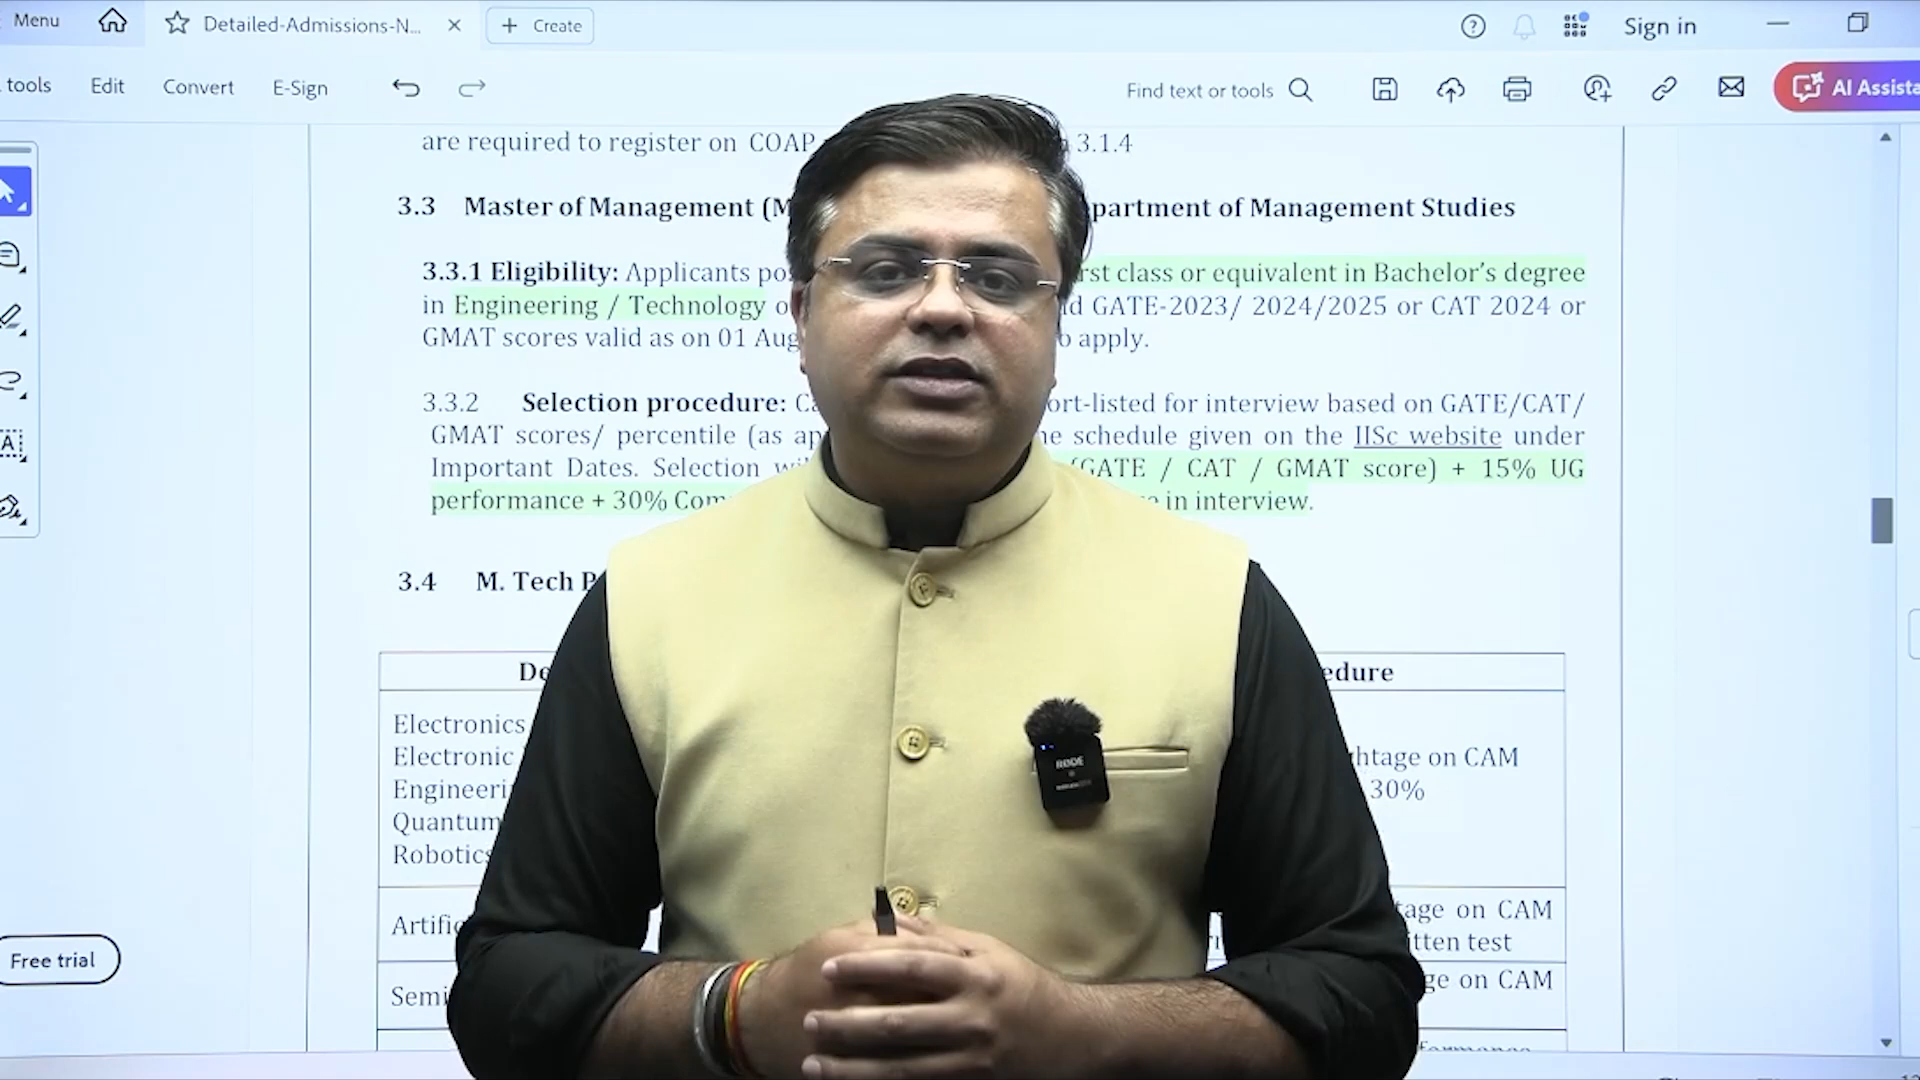 Menu Detailed-Admissions-N... × + Create Sign in
tools Edit Convert E-Sign Find text or tools AI Assista
are required to register on COAP 3.1.4
3.3 Master of Management (M partment of Management Studies
3.3.1 Eligibility: Applicants po rst class or equivalent in Bachelor's degree
in Engineering / Technology o d GATE-2023/ 2024/2025 or CAT 2024 or
GMAT scores valid as on 01 Aug o apply.
3.3.2 Selection procedure: Ca ort-listed for interview based on GATE/CAT/
GMAT scores/ percentile (as ap he schedule given on the IISc website under
Important Dates. Selection wil (GATE / CAT / GMAT score) + 15% UG
performance + 30% Com e in interview.
3.4 M. Tech P
De edure
Electronics
Electronic htage on CAM
Engineeri 30%
Quantum
Robotics
Artific tage on CAM
itten test
Semi ge on CAM
Free trial
RØDE